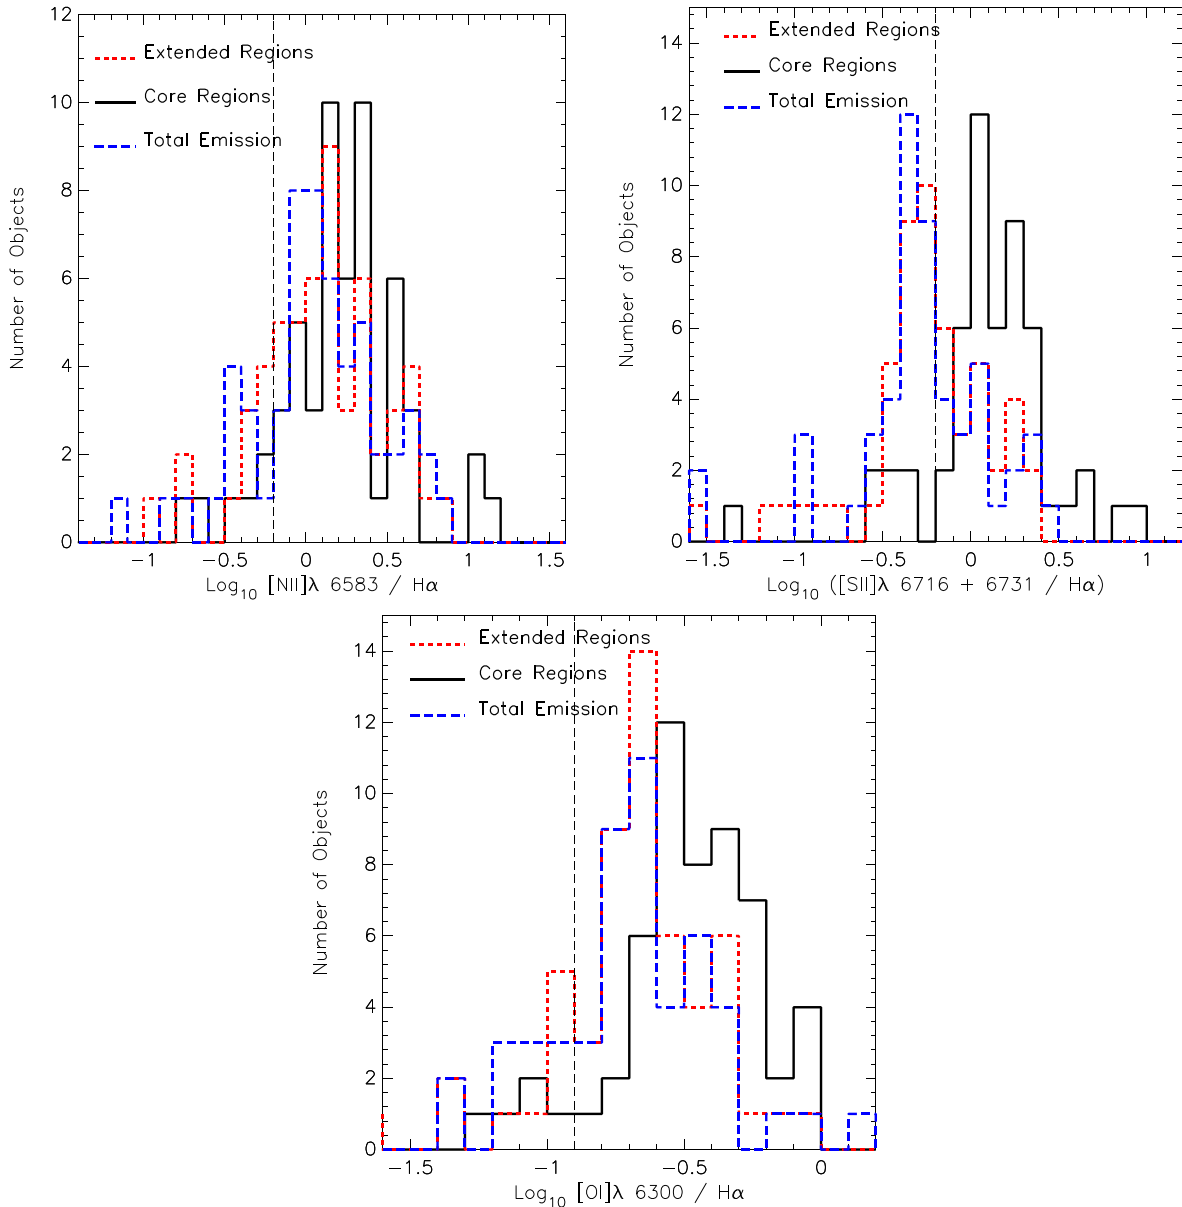 12
10
8
6
4
2
0
Number of Objects
Extended Regions
Core Regions
Total Emission
−1 −0.5 0 0.5 1 1.5
Log10 [NII]λ 6583 / Hα
14
12
10
8
6
4
2
0
Number of Objects
Extended Regions
Core Regions
Total Emission
−1.5 −1 −0.5 0 0.5 1
Log10 ([SII]λ 6716 + 6731 / Hα)
14
12
10
8
6
4
2
0
Number of Objects
Extended Regions
Core Regions
Total Emission
−1.5 −1 −0.5 0
Log10 [OI]λ 6300 / Hα